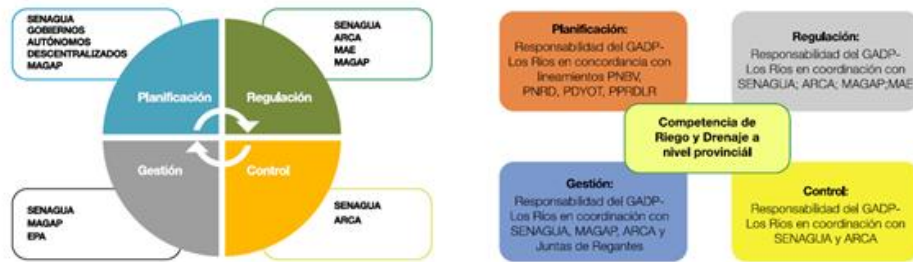 SENAGUA
GOBIERNOS
AUTÓNOMOS
DESCENTRALIZADOS
MAGAP
SENAGUA
ARCA
MAE
MAGAP
Planificación
Regulación
Gestión
Control
SENAGUA
MAGAP
EPA
SENAGUA
ARCA
Planificación:
Responsabilidad del GADP-
Los Ríos en concordancia con
lineamientos PNBV,
PNRD, PDYOT, PPRDLR
Regulación:
Responsabilidad del GADP-
Los Ríos en coordinación con
SENAGUA; ARCA; MAGAP;MAE
Competencia de
Riego y Drenaje a
nivel provinciál
Gestión:
Responsabilidad del GADP-
Los Ríos en coordinación con
SENAGUA, MAGAP, ARCA y
Juntas de Regantes
Control:
Responsabilidad del GADP-
Los Ríos en coordinación con
SENAGUA y ARCA